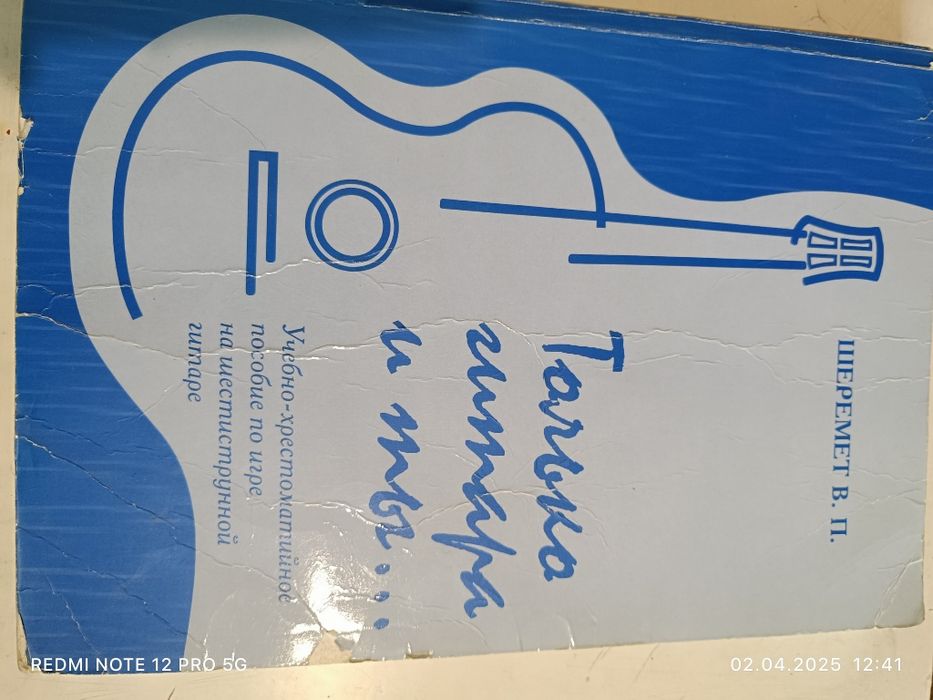 ШЕРЕМЕТ В. П.
Только
гитара
и ты...
Учебно-хрестоматийное
пособие по игре
на шестиструнной
гитаре
REDMI NOTE 12 PRO 5G
02.04.2025 12:41